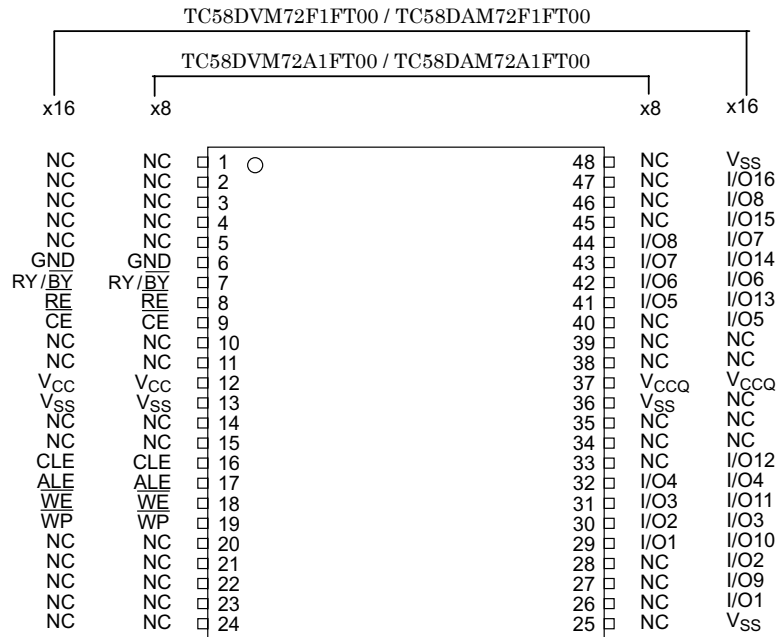 TC58DVM72F1FT00 / TC58DAM72F1FT00
TC58DVM72A1FT00 / TC58DAM72A1FT00
x16 x8 x8 x16
NC NC 1 48 NC VSS
NC NC 2 47 NC I/O16
NC NC 3 46 NC I/O8
NC NC 4 45 NC I/O15
NC NC 5 44 I/O8 I/O7
GND GND 6 43 I/O7 I/O14
RY/BY RY/BY 7 42 I/O6 I/O6
RE RE 8 41 I/O5 I/O13
CE CE 9 40 NC I/O5
NC NC 10 39 NC NC
NC NC 11 38 NC NC
VCC VCC 12 37 VCCQ VCCQ
VSS VSS 13 36 VSS NC
NC NC 14 35 NC NC
NC NC 15 34 NC NC
CLE CLE 16 33 NC I/O12
ALE ALE 17 32 I/O4 I/O4
WE WE 18 31 I/O3 I/O11
WP WP 19 30 I/O2 I/O3
NC NC 20 29 I/O1 I/O10
NC NC 21 28 NC I/O2
NC NC 22 27 NC I/O9
NC NC 23 26 NC I/O1
NC NC 24 25 NC VSS